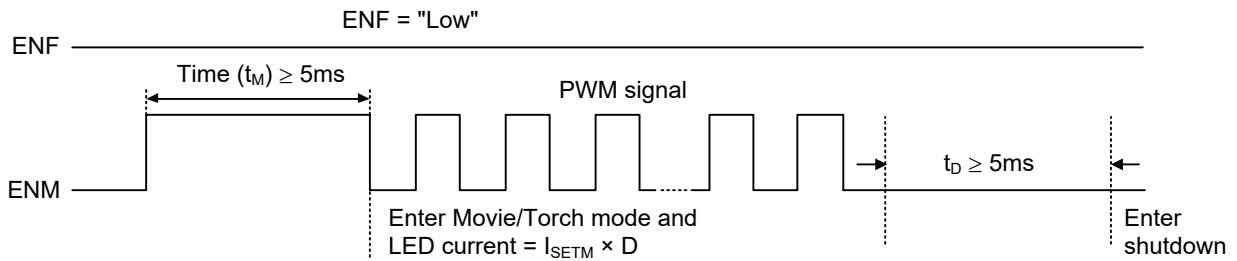 ENF = "Low"
ENF
Time (tM) ≥ 5ms
PWM signal
ENM
tD ≥ 5ms
Enter Movie/Torch mode and
LED current = ISETM × D
Enter
shutdown